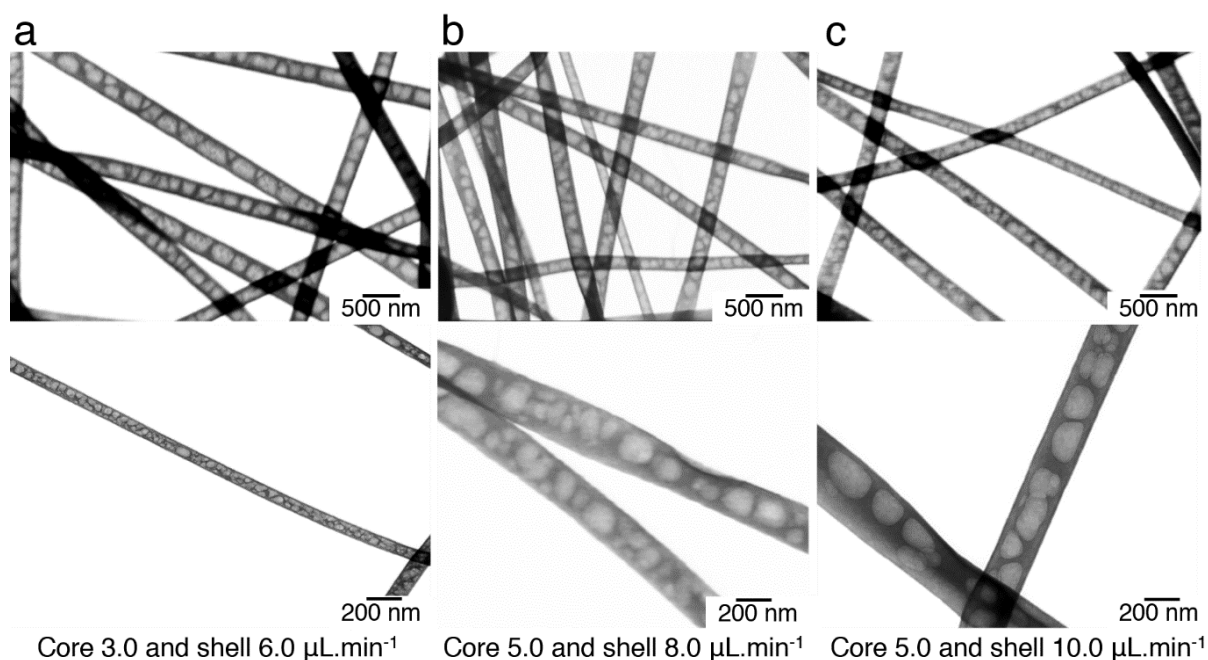 a
b
c
500 nm
500 nm
500 nm
200 nm
200 nm
200 nm
Core 3.0 and shell 6.0 µL.min⁻¹
Core 5.0 and shell 8.0 µL.min⁻¹
Core 5.0 and shell 10.0 µL.min⁻¹